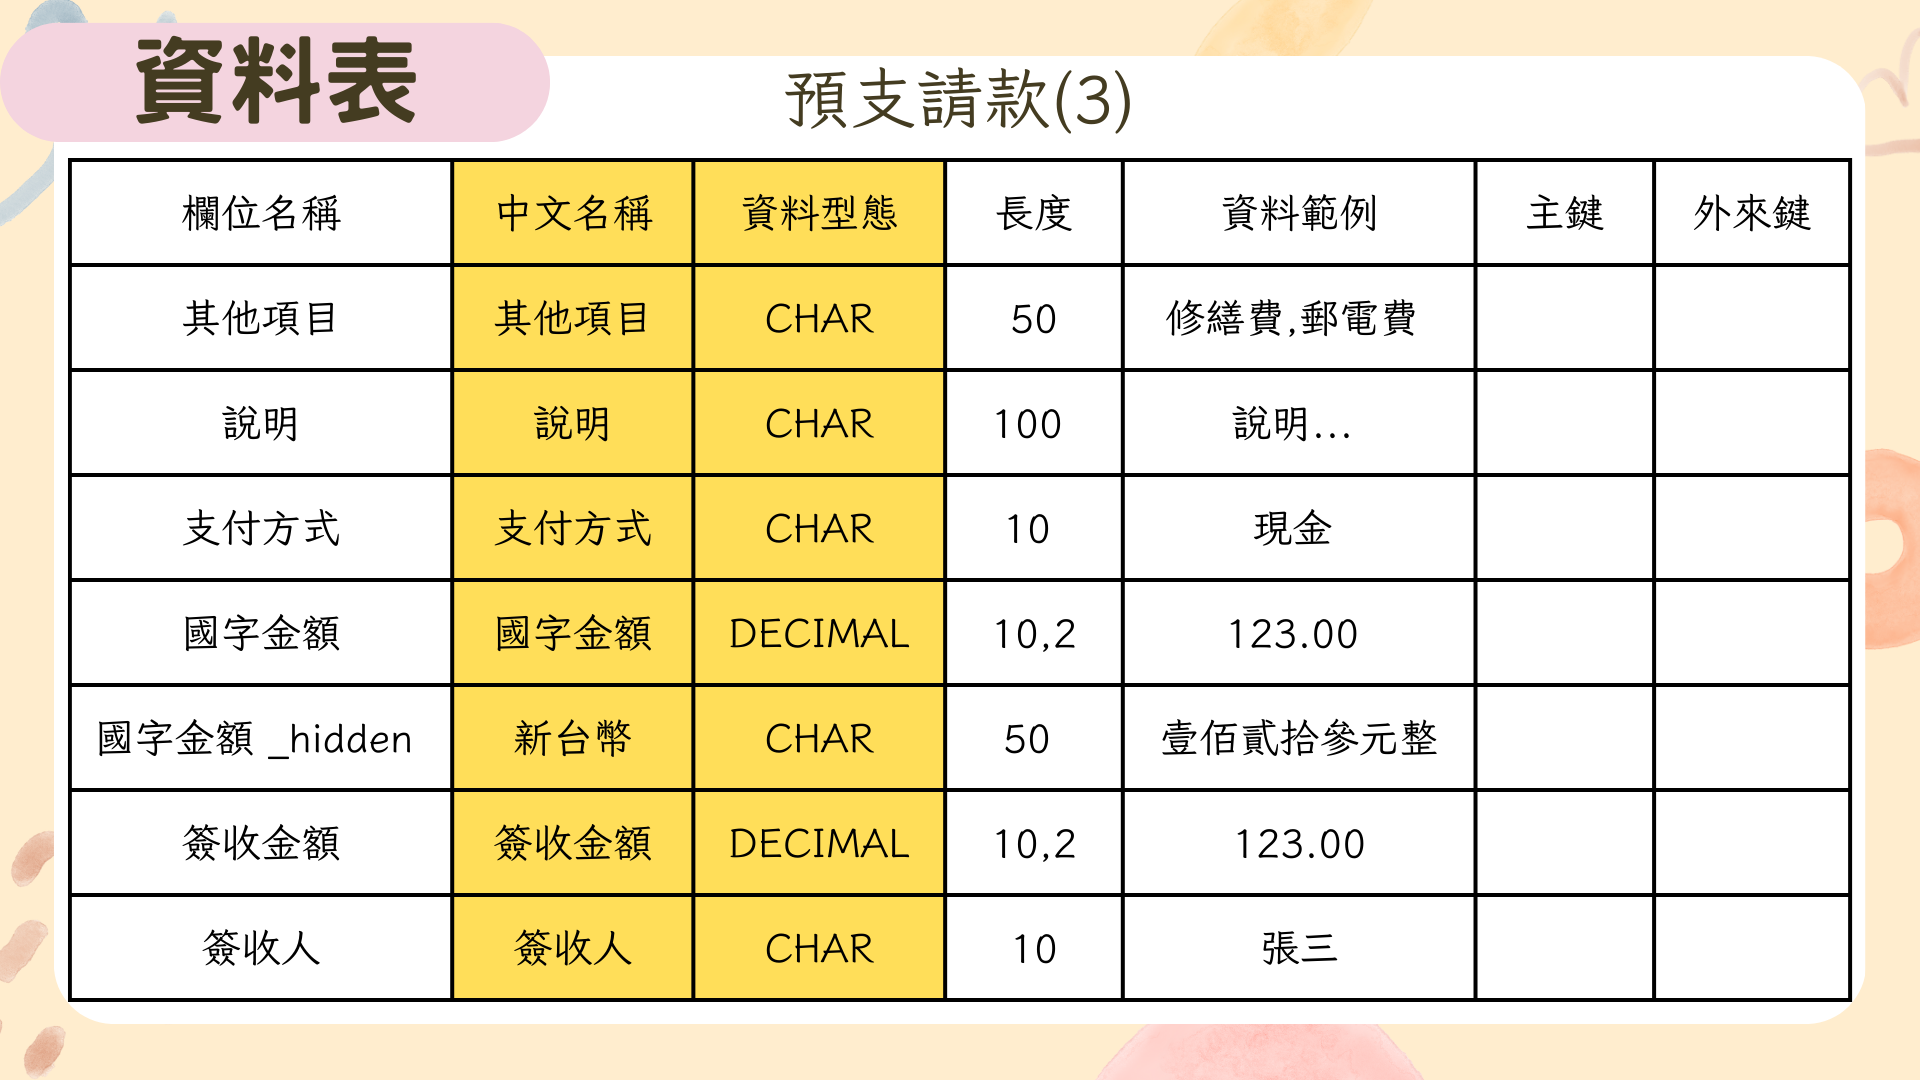 資料表
預支請款(3)
欄位名稱 中文名稱 資料型態 長度 資料範例 主鍵 外來鍵
其他項目 其他項目 CHAR 50 修繕費,郵電費
說明 說明 CHAR 100 說明...
支付方式 支付方式 CHAR 10 現金
國字金額 國字金額 DECIMAL 10,2 123.00
國字金額 _hidden 新台幣 CHAR 50 壹佰貳拾參元整
簽收金額 簽收金額 DECIMAL 10,2 123.00
簽收人 簽收人 CHAR 10 張三